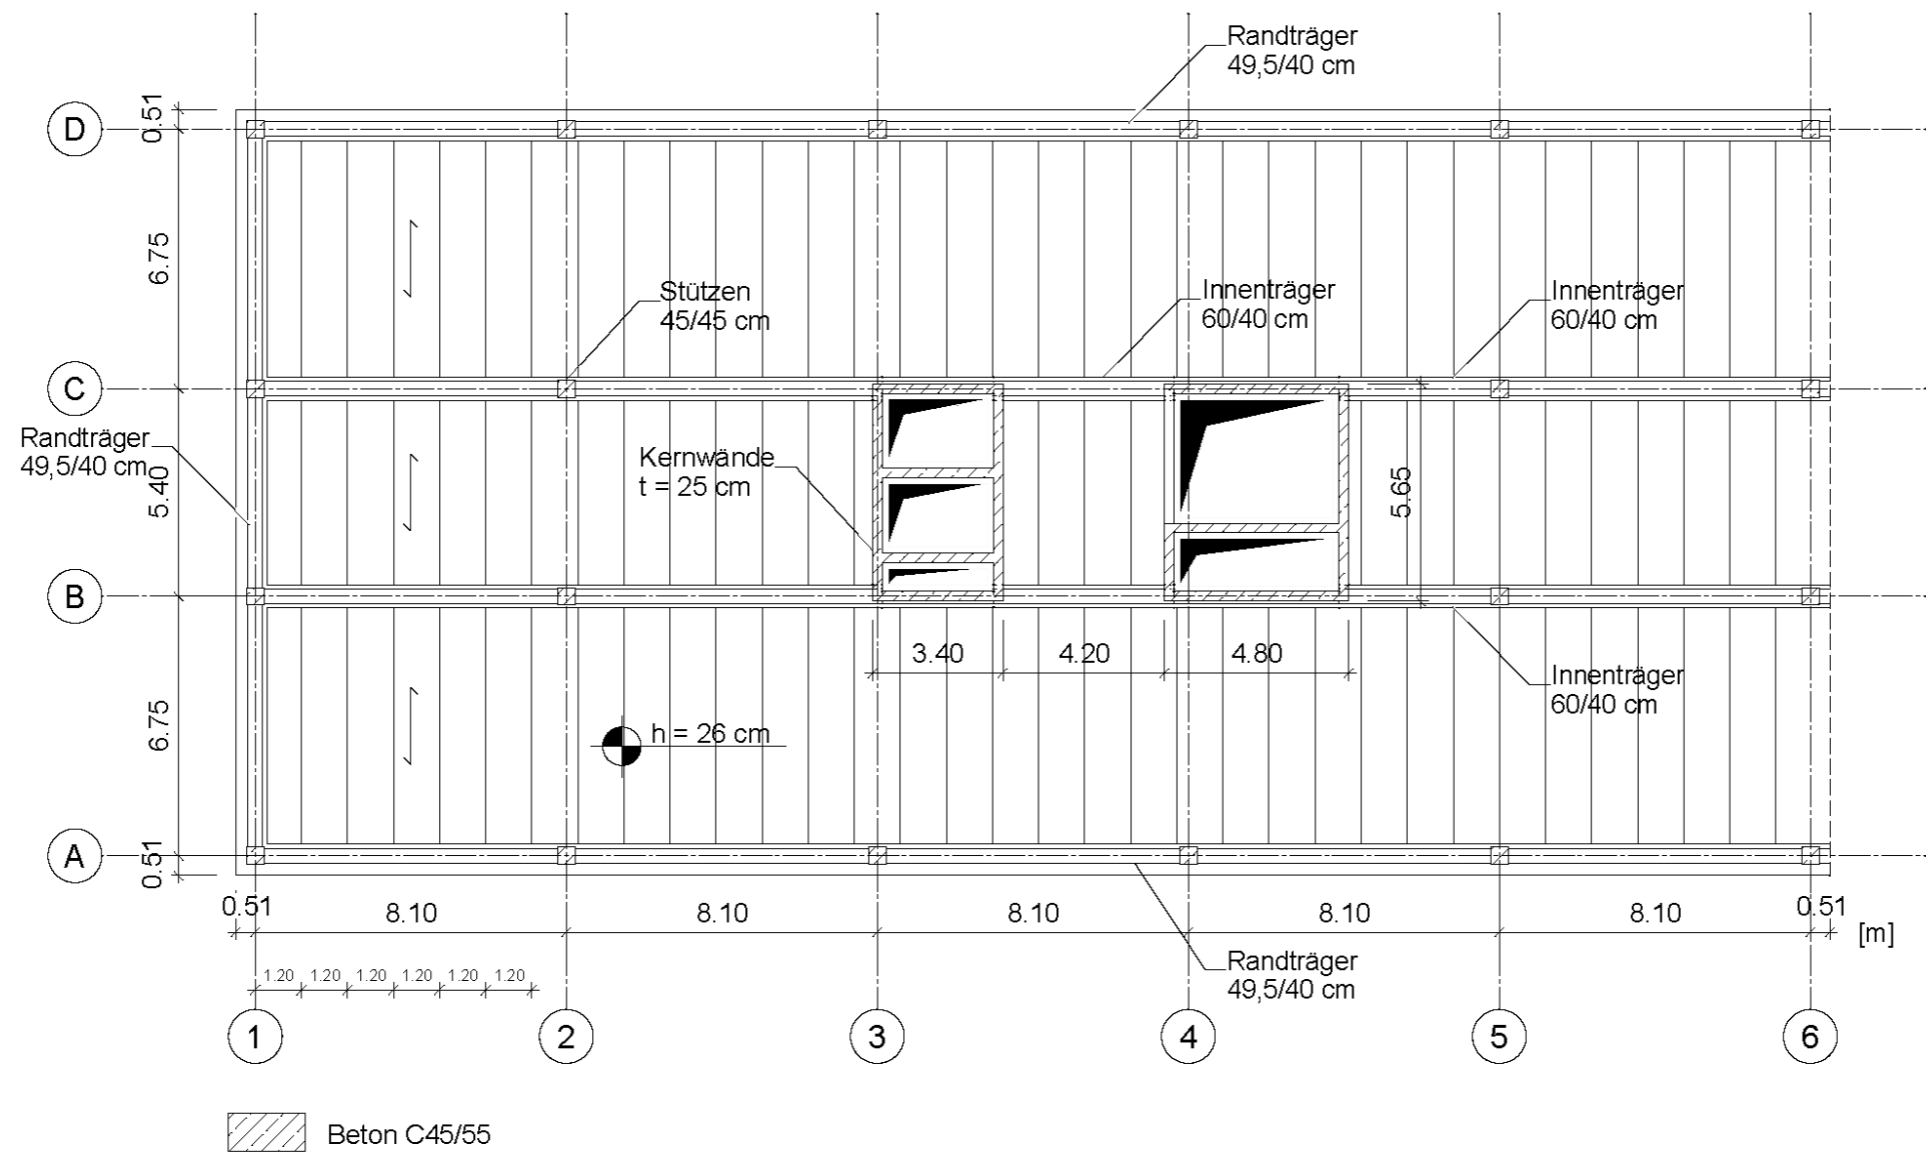 Randträger
49,5/40 cm
0.51
D
6.75
Stützen
45/45 cm
Innenträger
60/40 cm
Innenträger
60/40 cm
C
Randträger
49,5/40 cm
5.40
Kernwände
t = 25 cm
5.65
B
3.40
4.20
4.80
Innenträger
60/40 cm
6.75
h = 26 cm
A
0.51
0.51
8.10
8.10
8.10
8.10
8.10
0.51
[m]
Randträger
49,5/40 cm
1.20
1.20
1.20
1.20
1.20
1.20
1
2
3
4
5
6
Beton C45/55